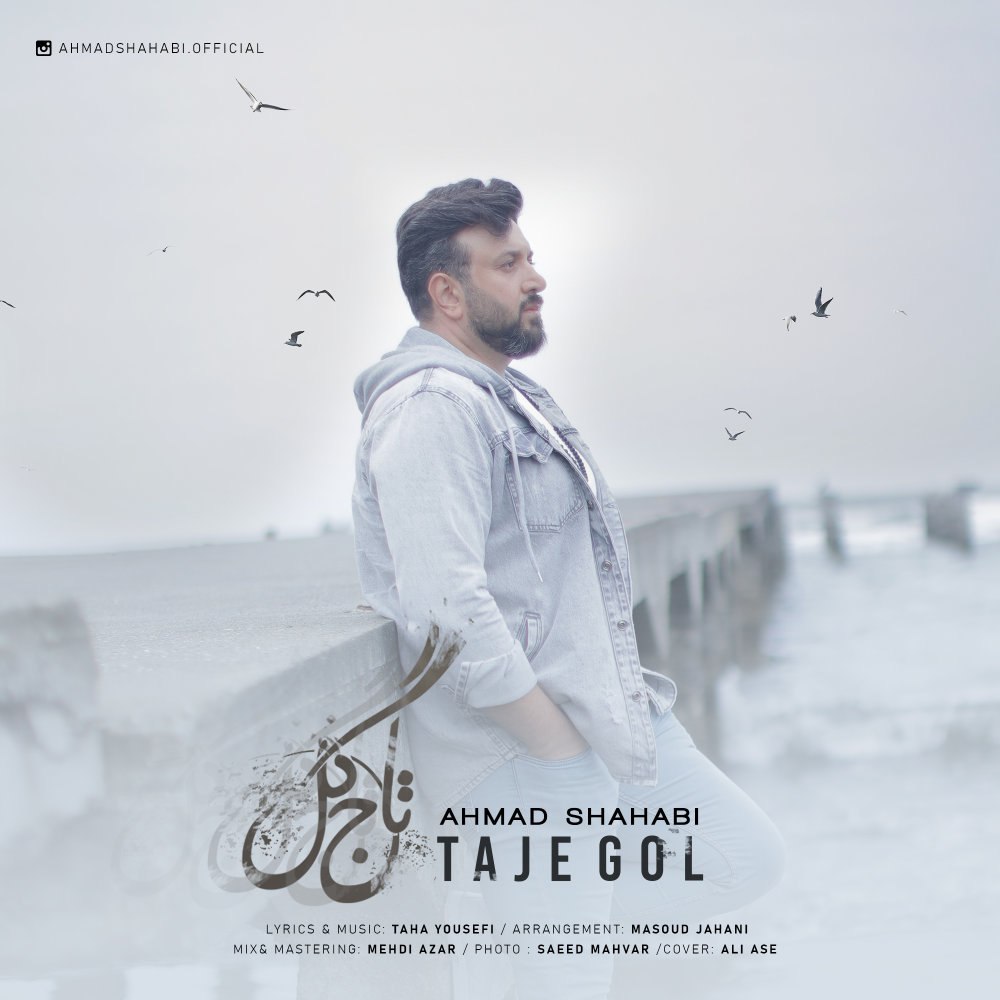 AHMADSHAHABI.OFFICIAL
تاج گل
AHMAD SHAHABI
TAJE GOL
LYRICS & MUSIC: TAHA YOUSEFI / ARRANGEMENT: MASOUD JAHANI
MIX& MASTERING: MEHDI AZAR / PHOTO : SAEED MAHVAR /COVER: ALI ASE